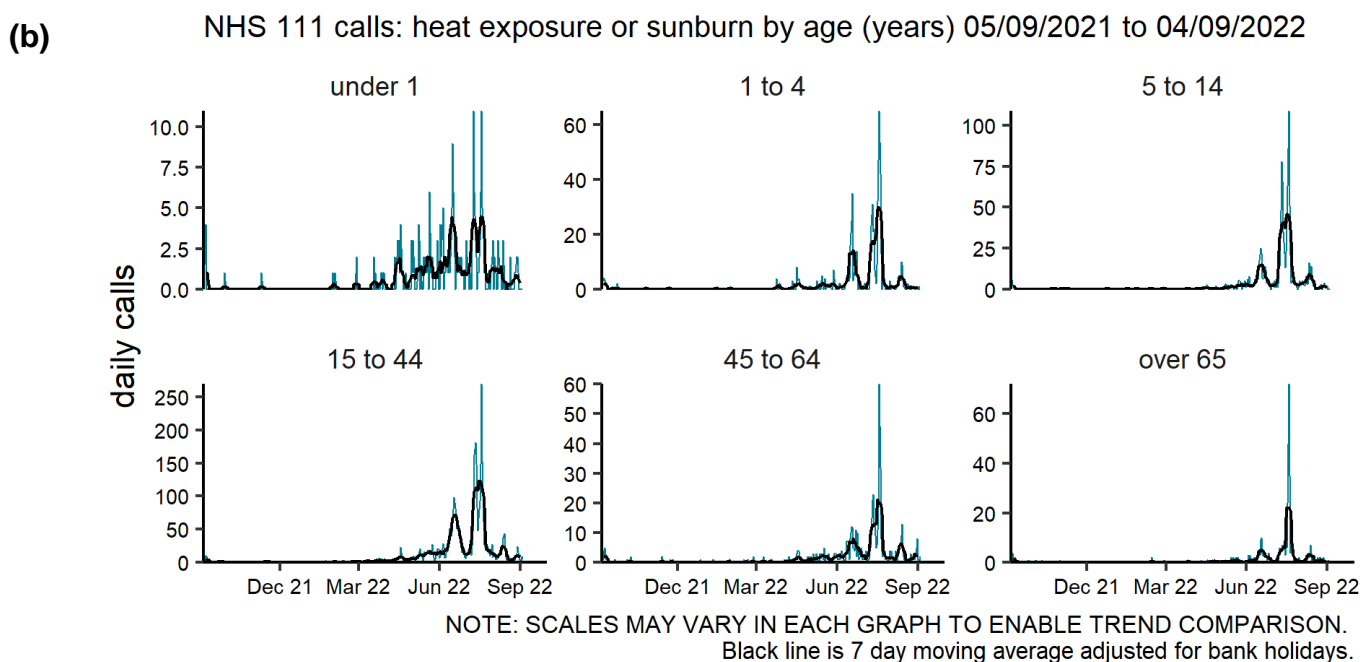 (b)
NHS 111 calls: heat exposure or sunburn by age (years) 05/09/2021 to 04/09/2022
daily calls
under 1
10.0
7.5
5.0
2.5
0.0
1 to 4
60
40
20
0
5 to 14
100
75
50
25
0
15 to 44
250
200
150
100
50
0
Dec 21 Mar 22 Jun 22 Sep 22
45 to 64
60
50
40
30
20
10
0
Dec 21 Mar 22 Jun 22 Sep 22
over 65
60
40
20
0
Dec 21 Mar 22 Jun 22 Sep 22
NOTE: SCALES MAY VARY IN EACH GRAPH TO ENABLE TREND COMPARISON.
Black line is 7 day moving average adjusted for bank holidays.